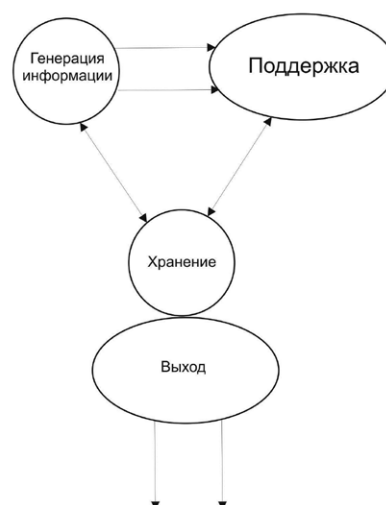 Генерация
информации
Поддержка
Хранение
Выход